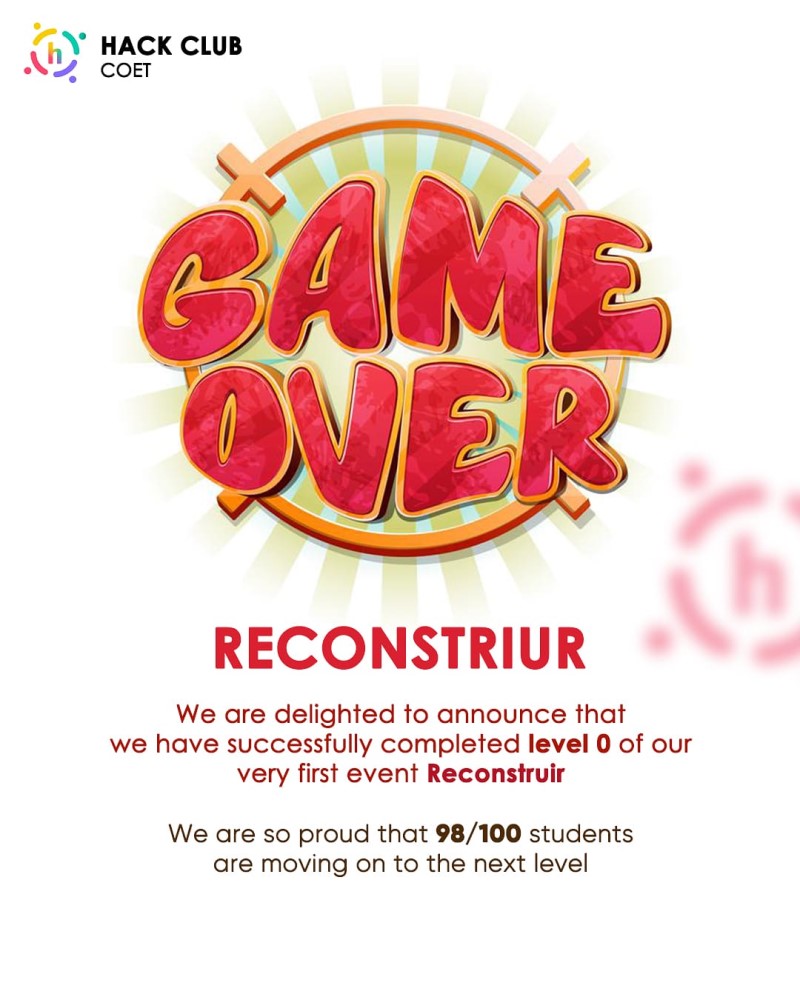 HACK CLUB
COET
GAME
OVER
RECONSTRIUR
We are delighted to announce that
we have successfully completed level 0 of our
very first event Reconstruir
We are so proud that 98/100 students
are moving on to the next level